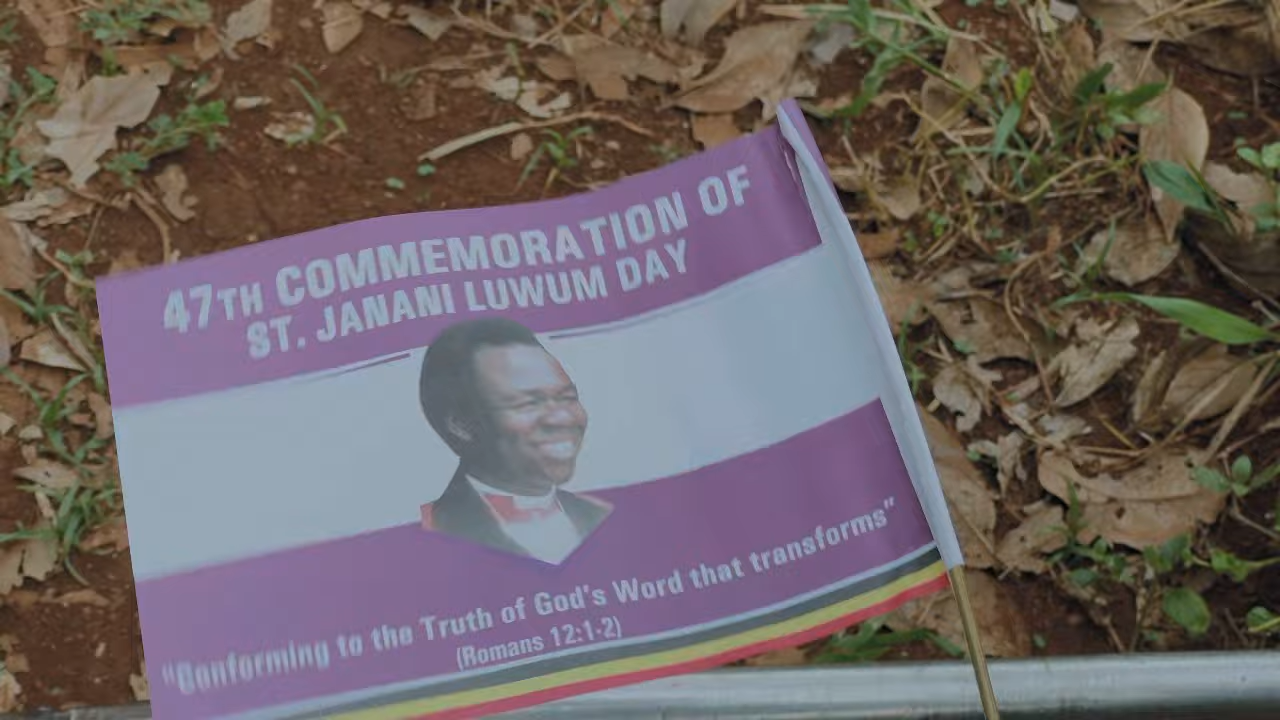 47TH COMMEMORATION OF
ST. JANANI LUWUM DAY
"Conforming to the Truth of God's Word that transforms"
(Romans 12:1-2)